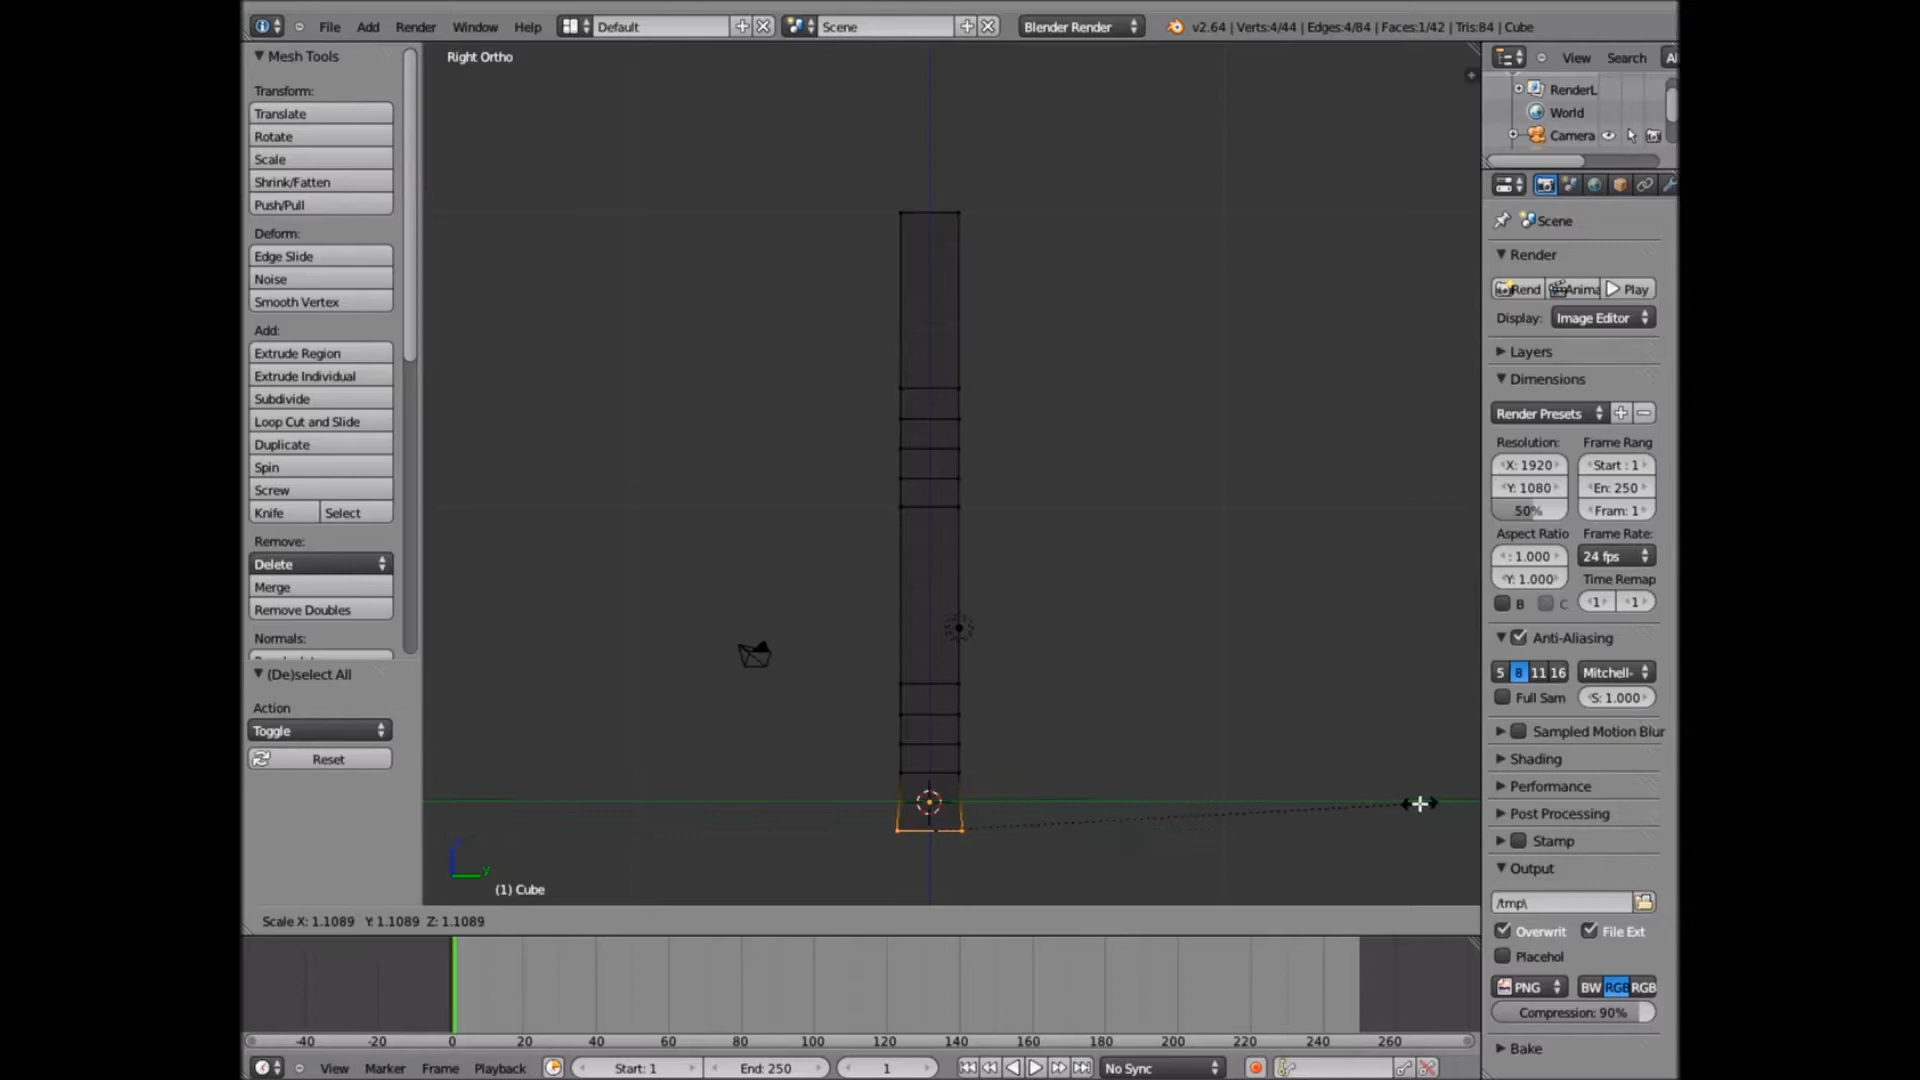 File Add Render Window Help Default Scene Blender Render v2.64 | Verts:4/44 | Edges:4/84 | Faces:1/42 | Tris:84 | Cube
Mesh Tools
Transform:
Translate
Rotate
Scale
Shrink/Fatten
Push/Pull
Deform:
Edge Slide
Noise
Smooth Vertex
Add:
Extrude Region
Extrude Individual
Subdivide
Loop Cut and Slide
Duplicate
Spin
Screw
Knife Select
Remove:
Delete
Merge
Remove Doubles
Normals:
(De)select All
Action
Toggle
Reset
Right Ortho
y
(1) Cube
Scale X: 1.1089 Y: 1.1089 Z: 1.1089
View Search Al
RenderL
World
Camera
Scene
Render
Rend Anima Play
Display: Image Editor
Layers
Dimensions
Render Presets
Resolution: Frame Rang
X: 1920 Start : 1
Y: 1080 En: 250
50% Fram: 1
Aspect Ratio Frame Rate:
: 1.000 24 fps
Y: 1.000 Time Remap
B C 1 1
Anti-Aliasing
5 8 11 16 Mitchell-
Full Sam S: 1.000
Sampled Motion Blur
Shading
Performance
Post Processing
Stamp
Output
/tmp\
Overwrit File Ext
Placehol
PNG BW RGB RGB
Compression: 90%
Bake
-40 -20 0 20 40 60 80 100 120 140 160 180 200 220 240 260
View Marker Frame Playback Start: 1 End: 250 1 No Sync